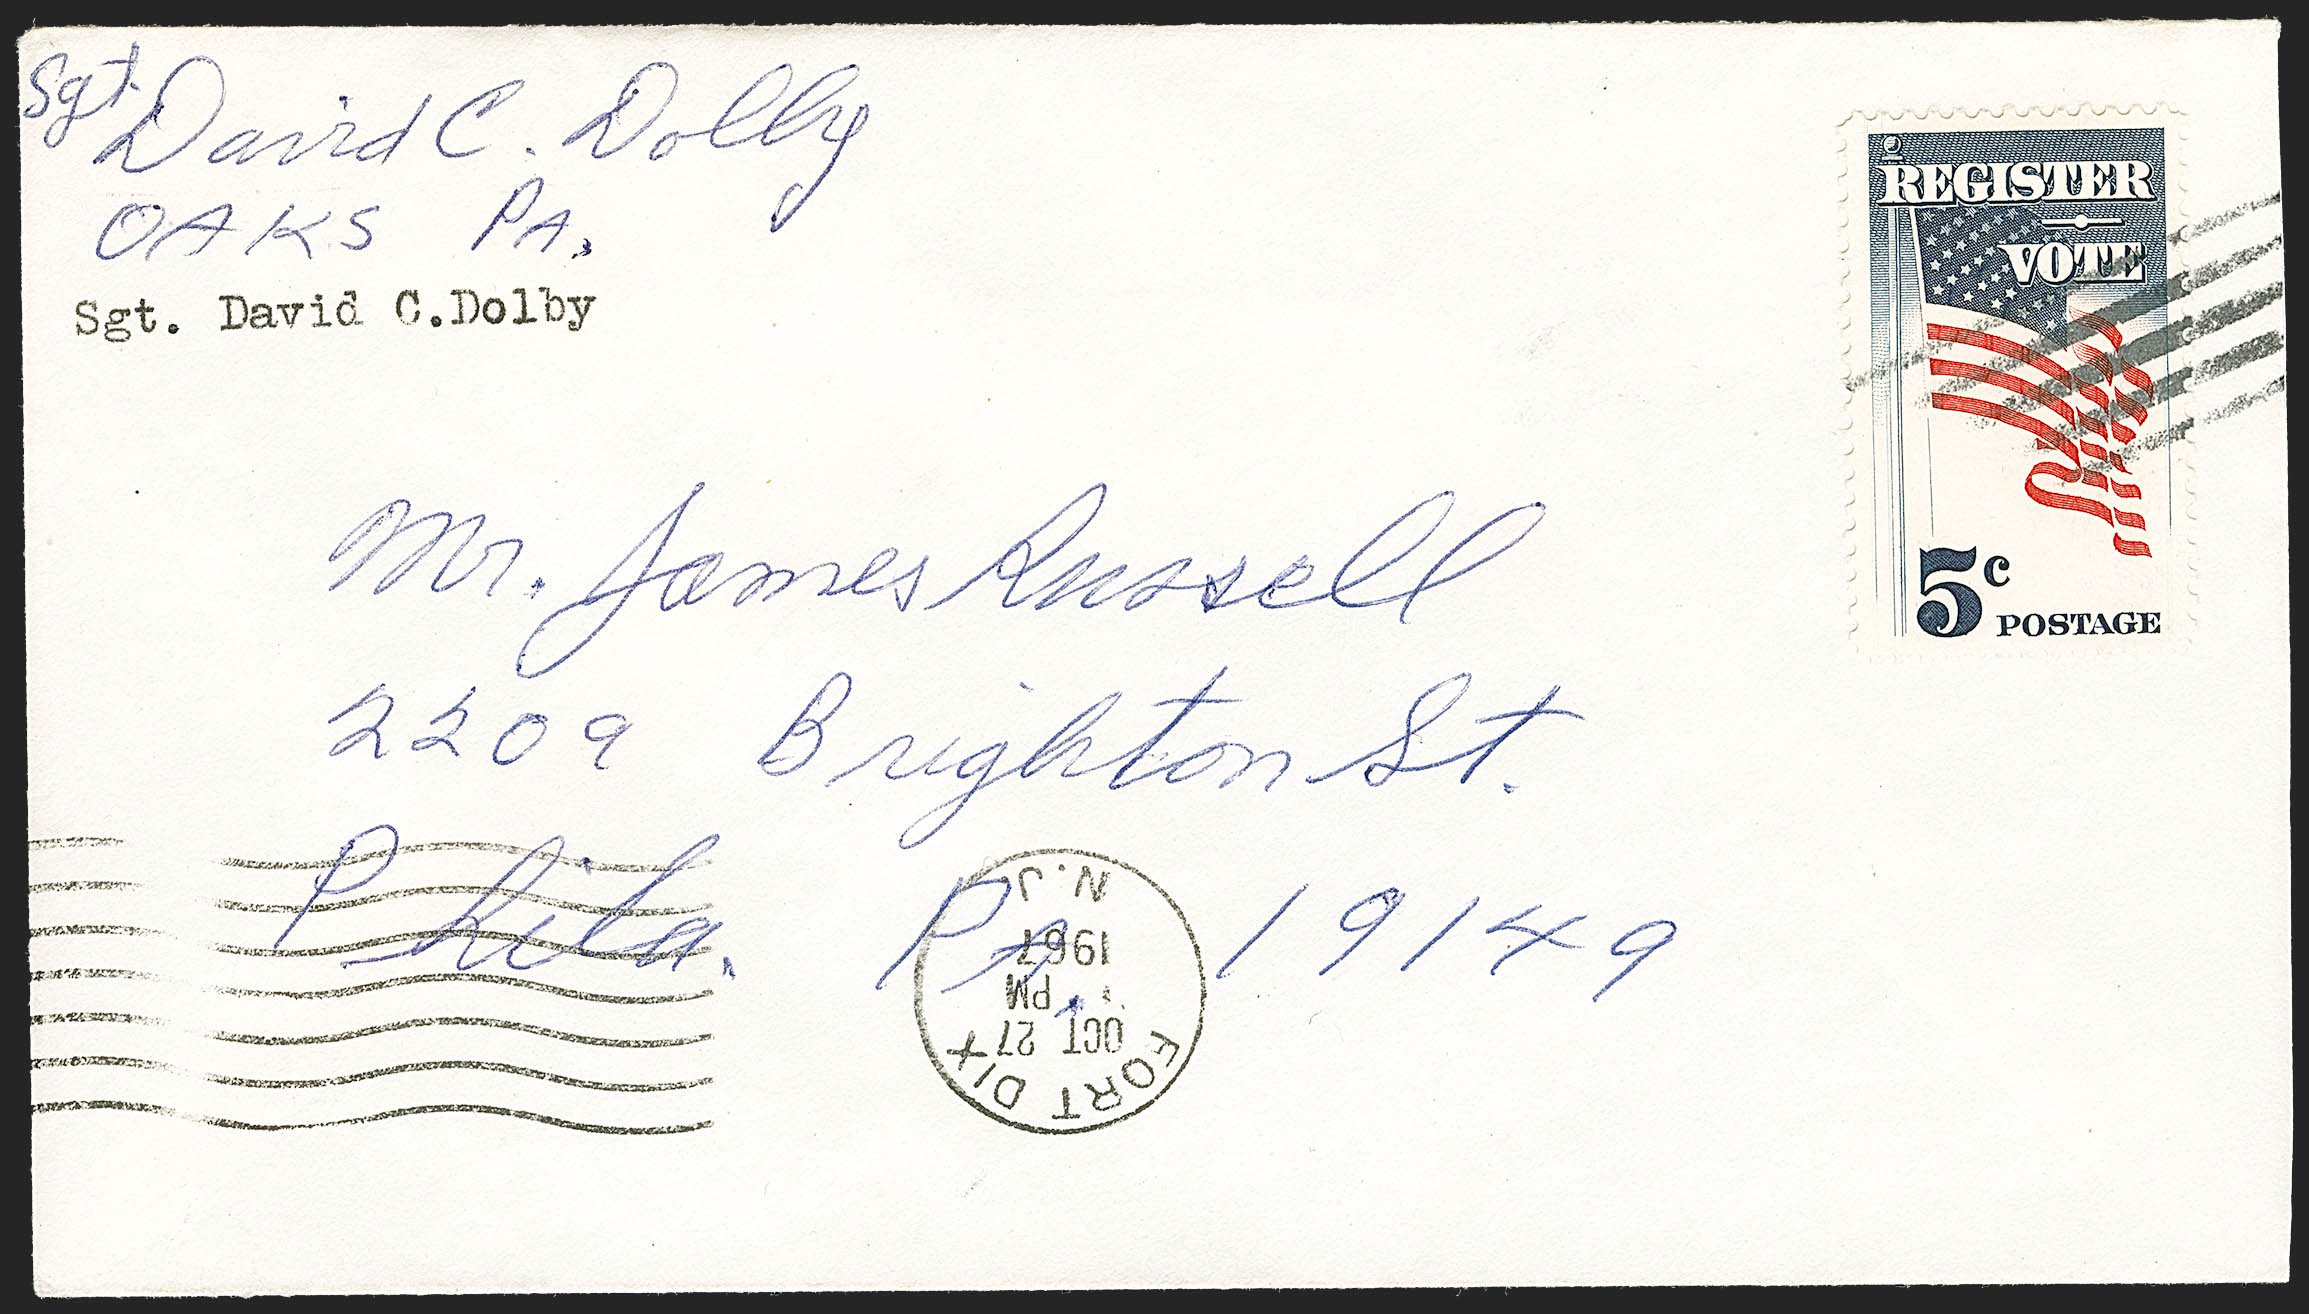 Sgt. David C. Dolby
OAKS PA.
Sgt. David C.Dolby
REGISTER
VOTE
5c POSTAGE
Mr. James Russell
2209 Brighton St.
Phila. PA. 19149
FORT DIX
OCT 27
PM
1967
N.J.